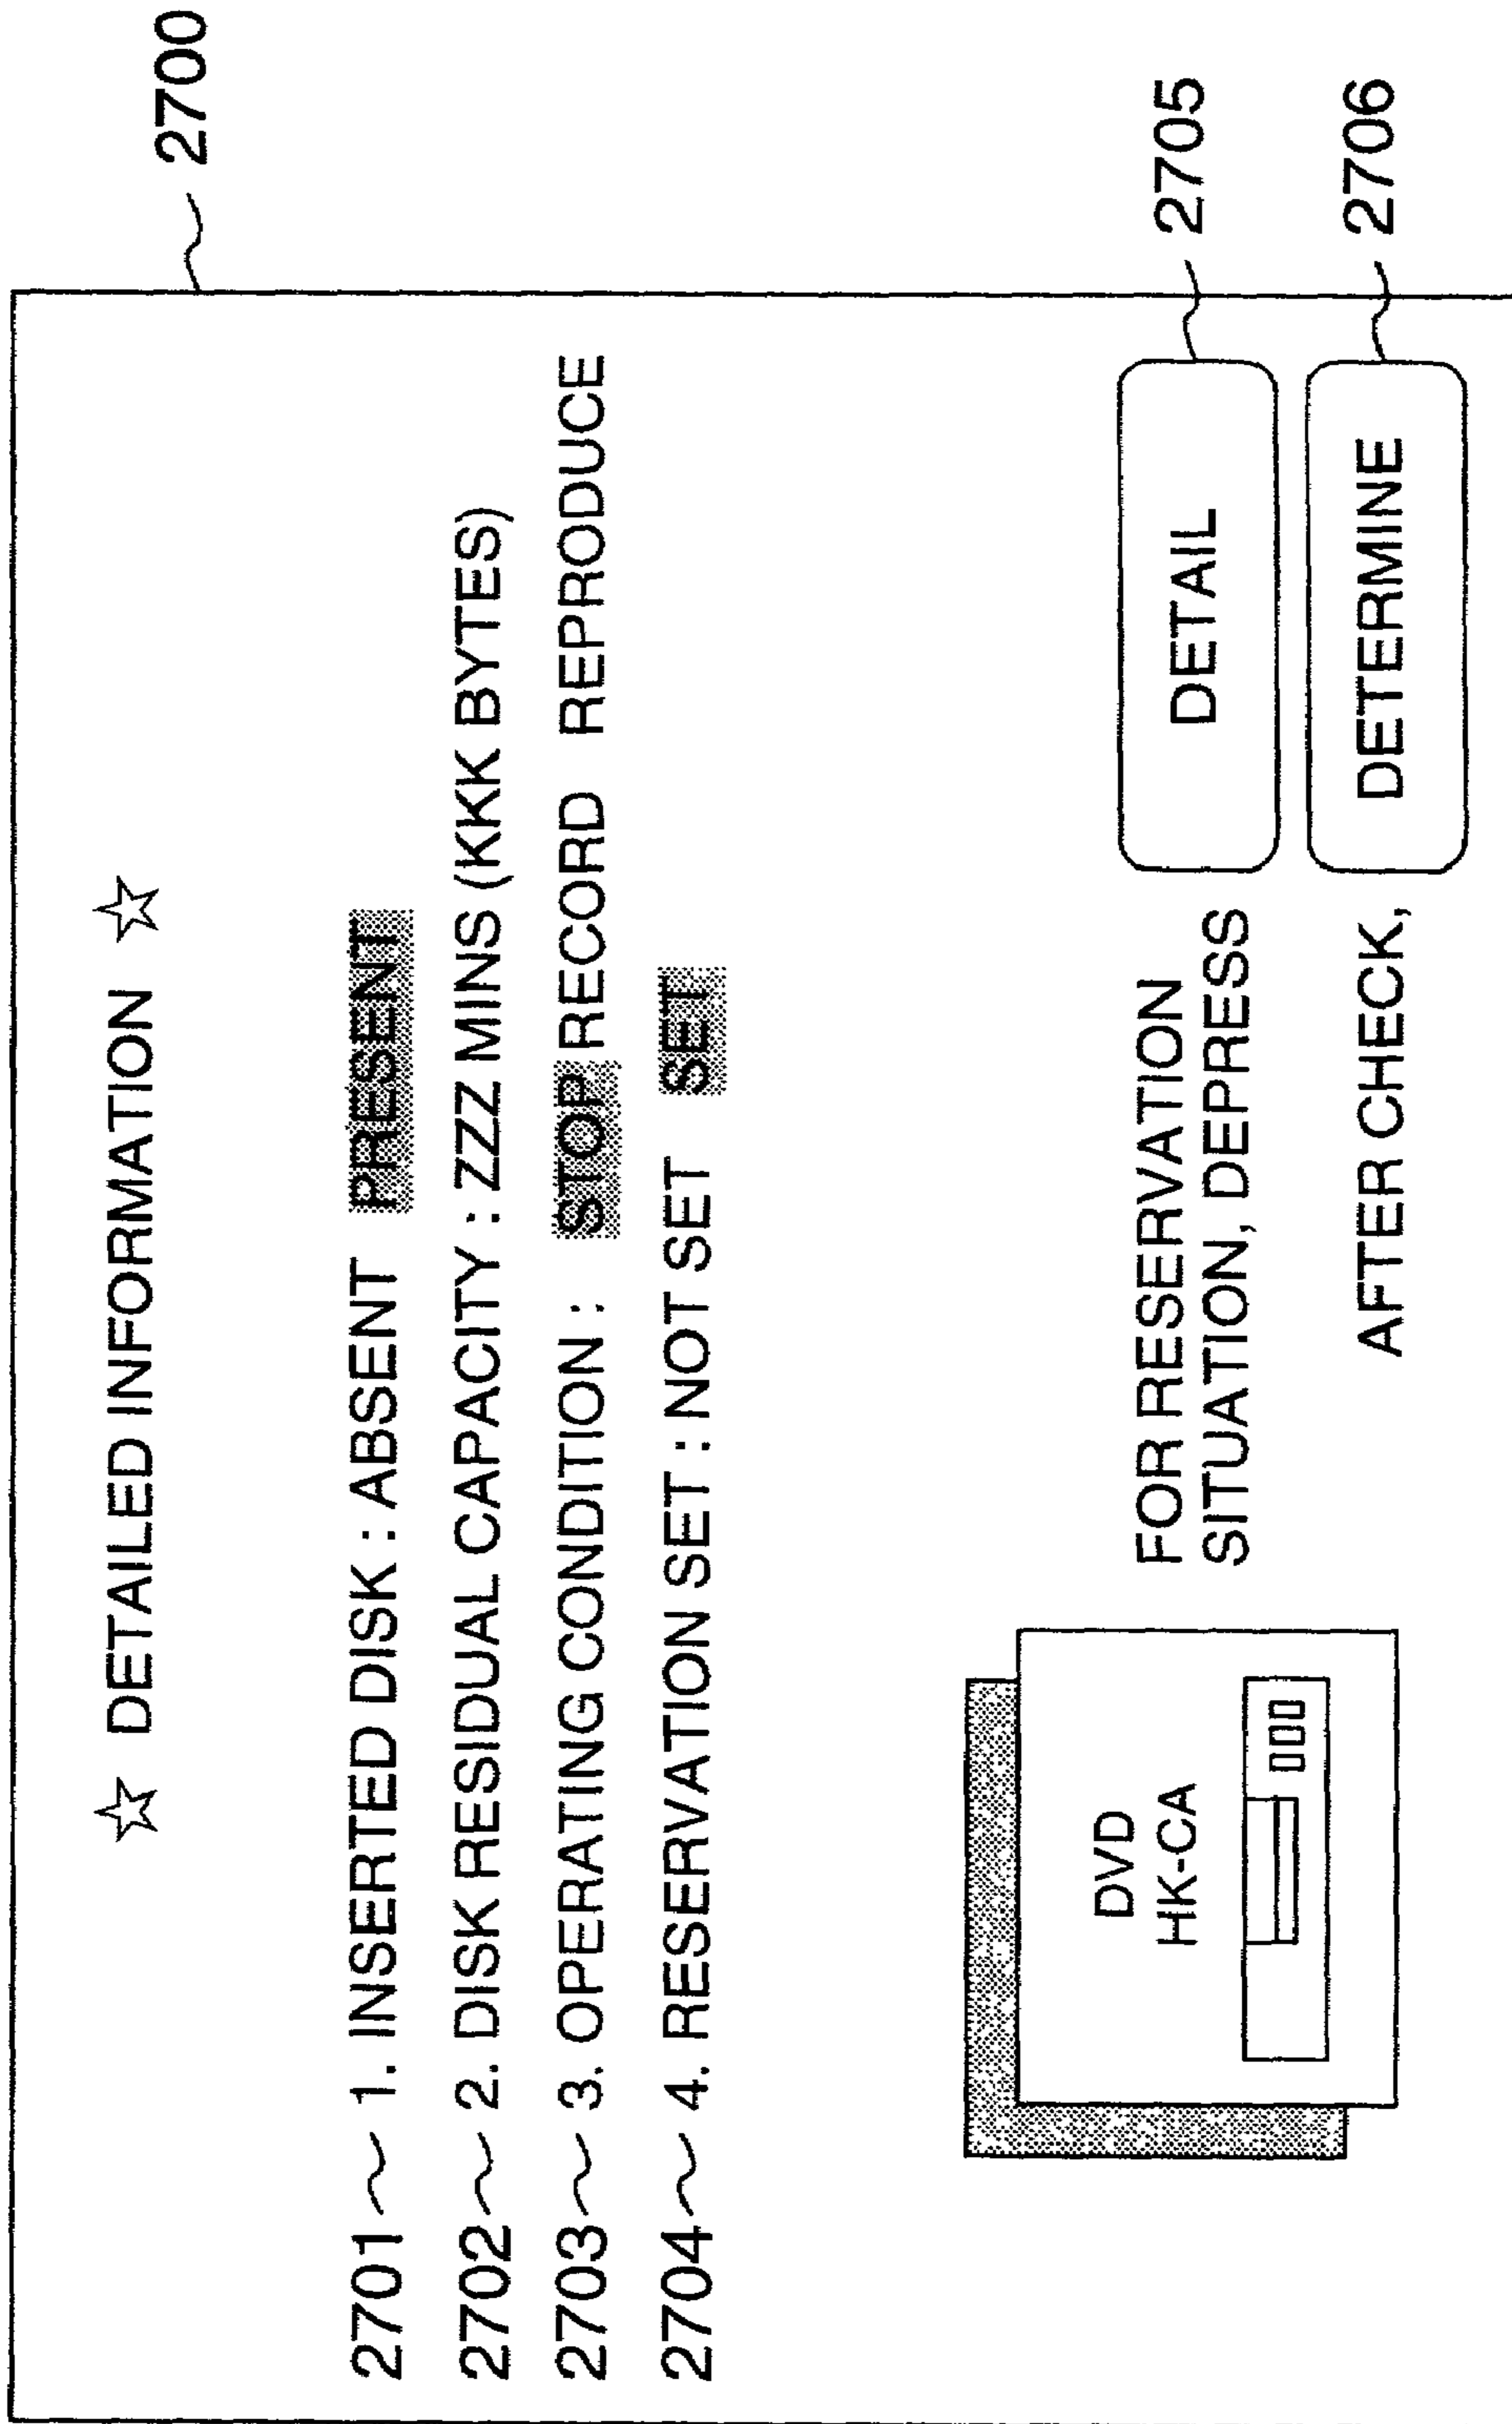 2700
☆ DETAILED INFORMATION ☆
2701 1. INSERTED DISK : ABSENT PRESENT
2702 2. DISK RESIDUAL CAPACITY : ZZZ MINS (KKK BYTES)
2703 3. OPERATING CONDITION : STOP RECORD REPRODUCE
2704 4. RESERVATION SET : NOT SET SET
DVD
HK-CA
FOR RESERVATION
SITUATION, DEPRESS
DETAIL
2705
AFTER CHECK,
DETERMINE
2706